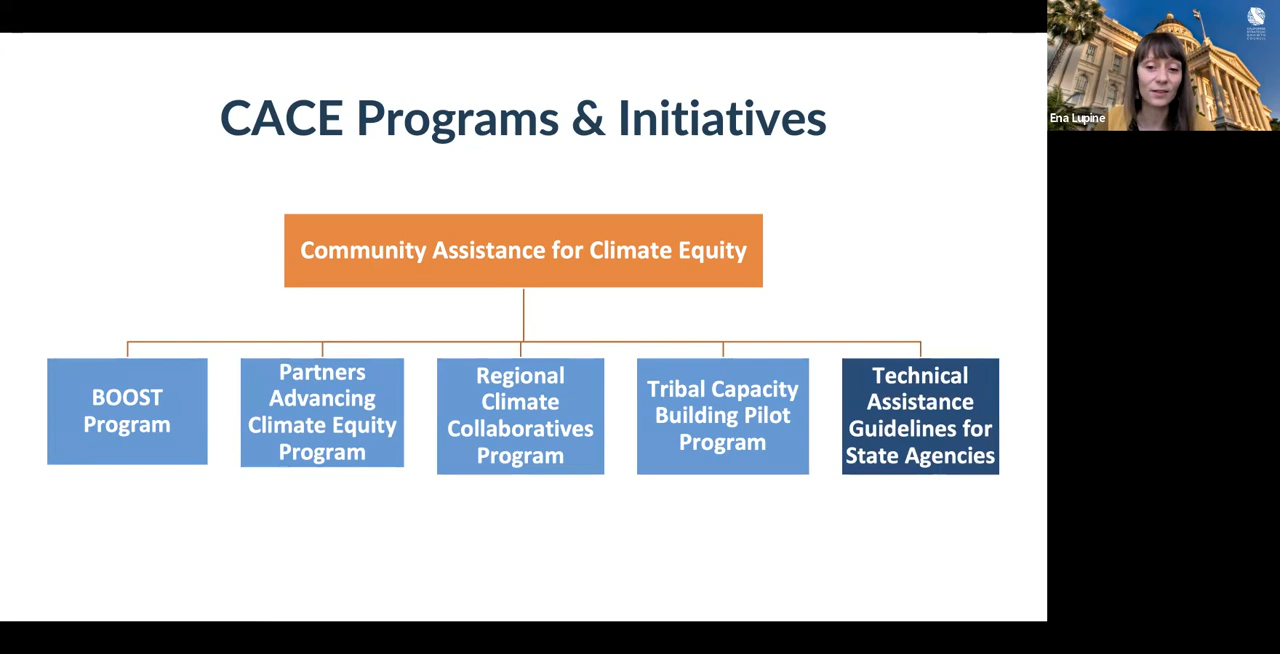 CACE Programs & Initiatives
Community Assistance for Climate Equity
BOOST
Program
Partners
Advancing
Climate Equity
Program
Regional
Climate
Collaboratives
Program
Tribal Capacity
Building Pilot
Program
Technical
Assistance
Guidelines for
State Agencies
Ena Lupine